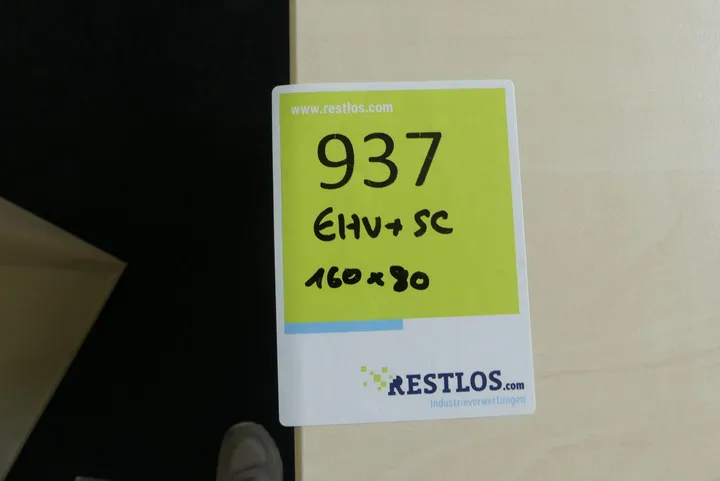 www.restlos.com
937
EHV+SC
160x80
RESTLOS.com
Industrieverwertungen